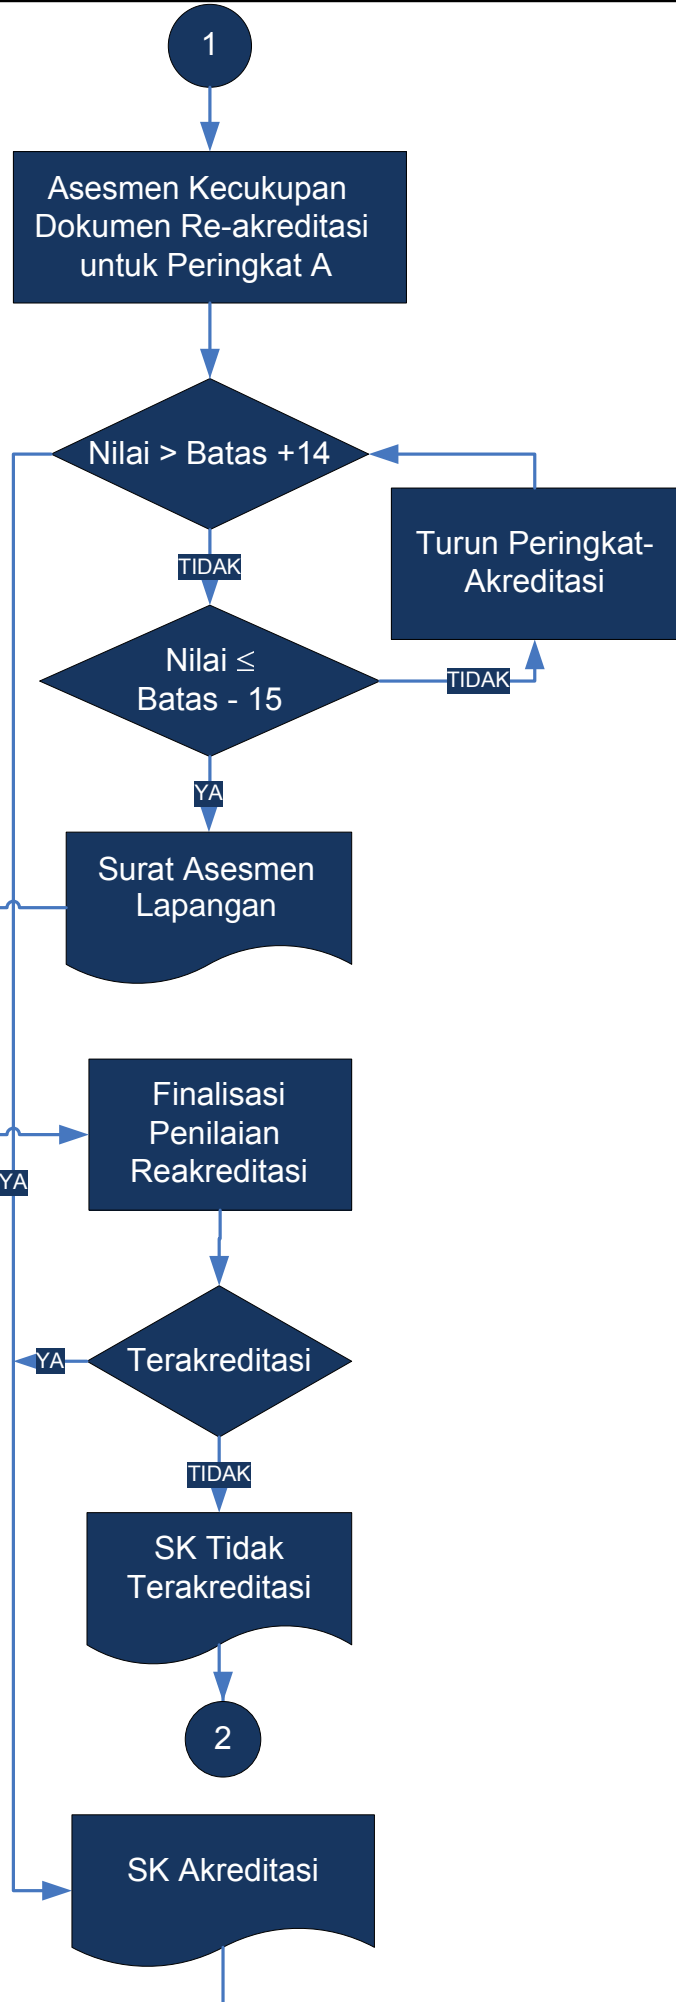 1
Asesmen Kecukupan
Dokumen Re-akreditasi
untuk Peringkat A
Nilai > Batas +14
TIDAK
Turun Peringkat-
Akreditasi
Nilai ≤
Batas - 15
TIDAK
YA
Surat Asesmen
Lapangan
Finalisasi
Penilaian
Reakreditasi
YA
Terakreditasi
YA
TIDAK
SK Tidak
Terakreditasi
2
SK Akreditasi